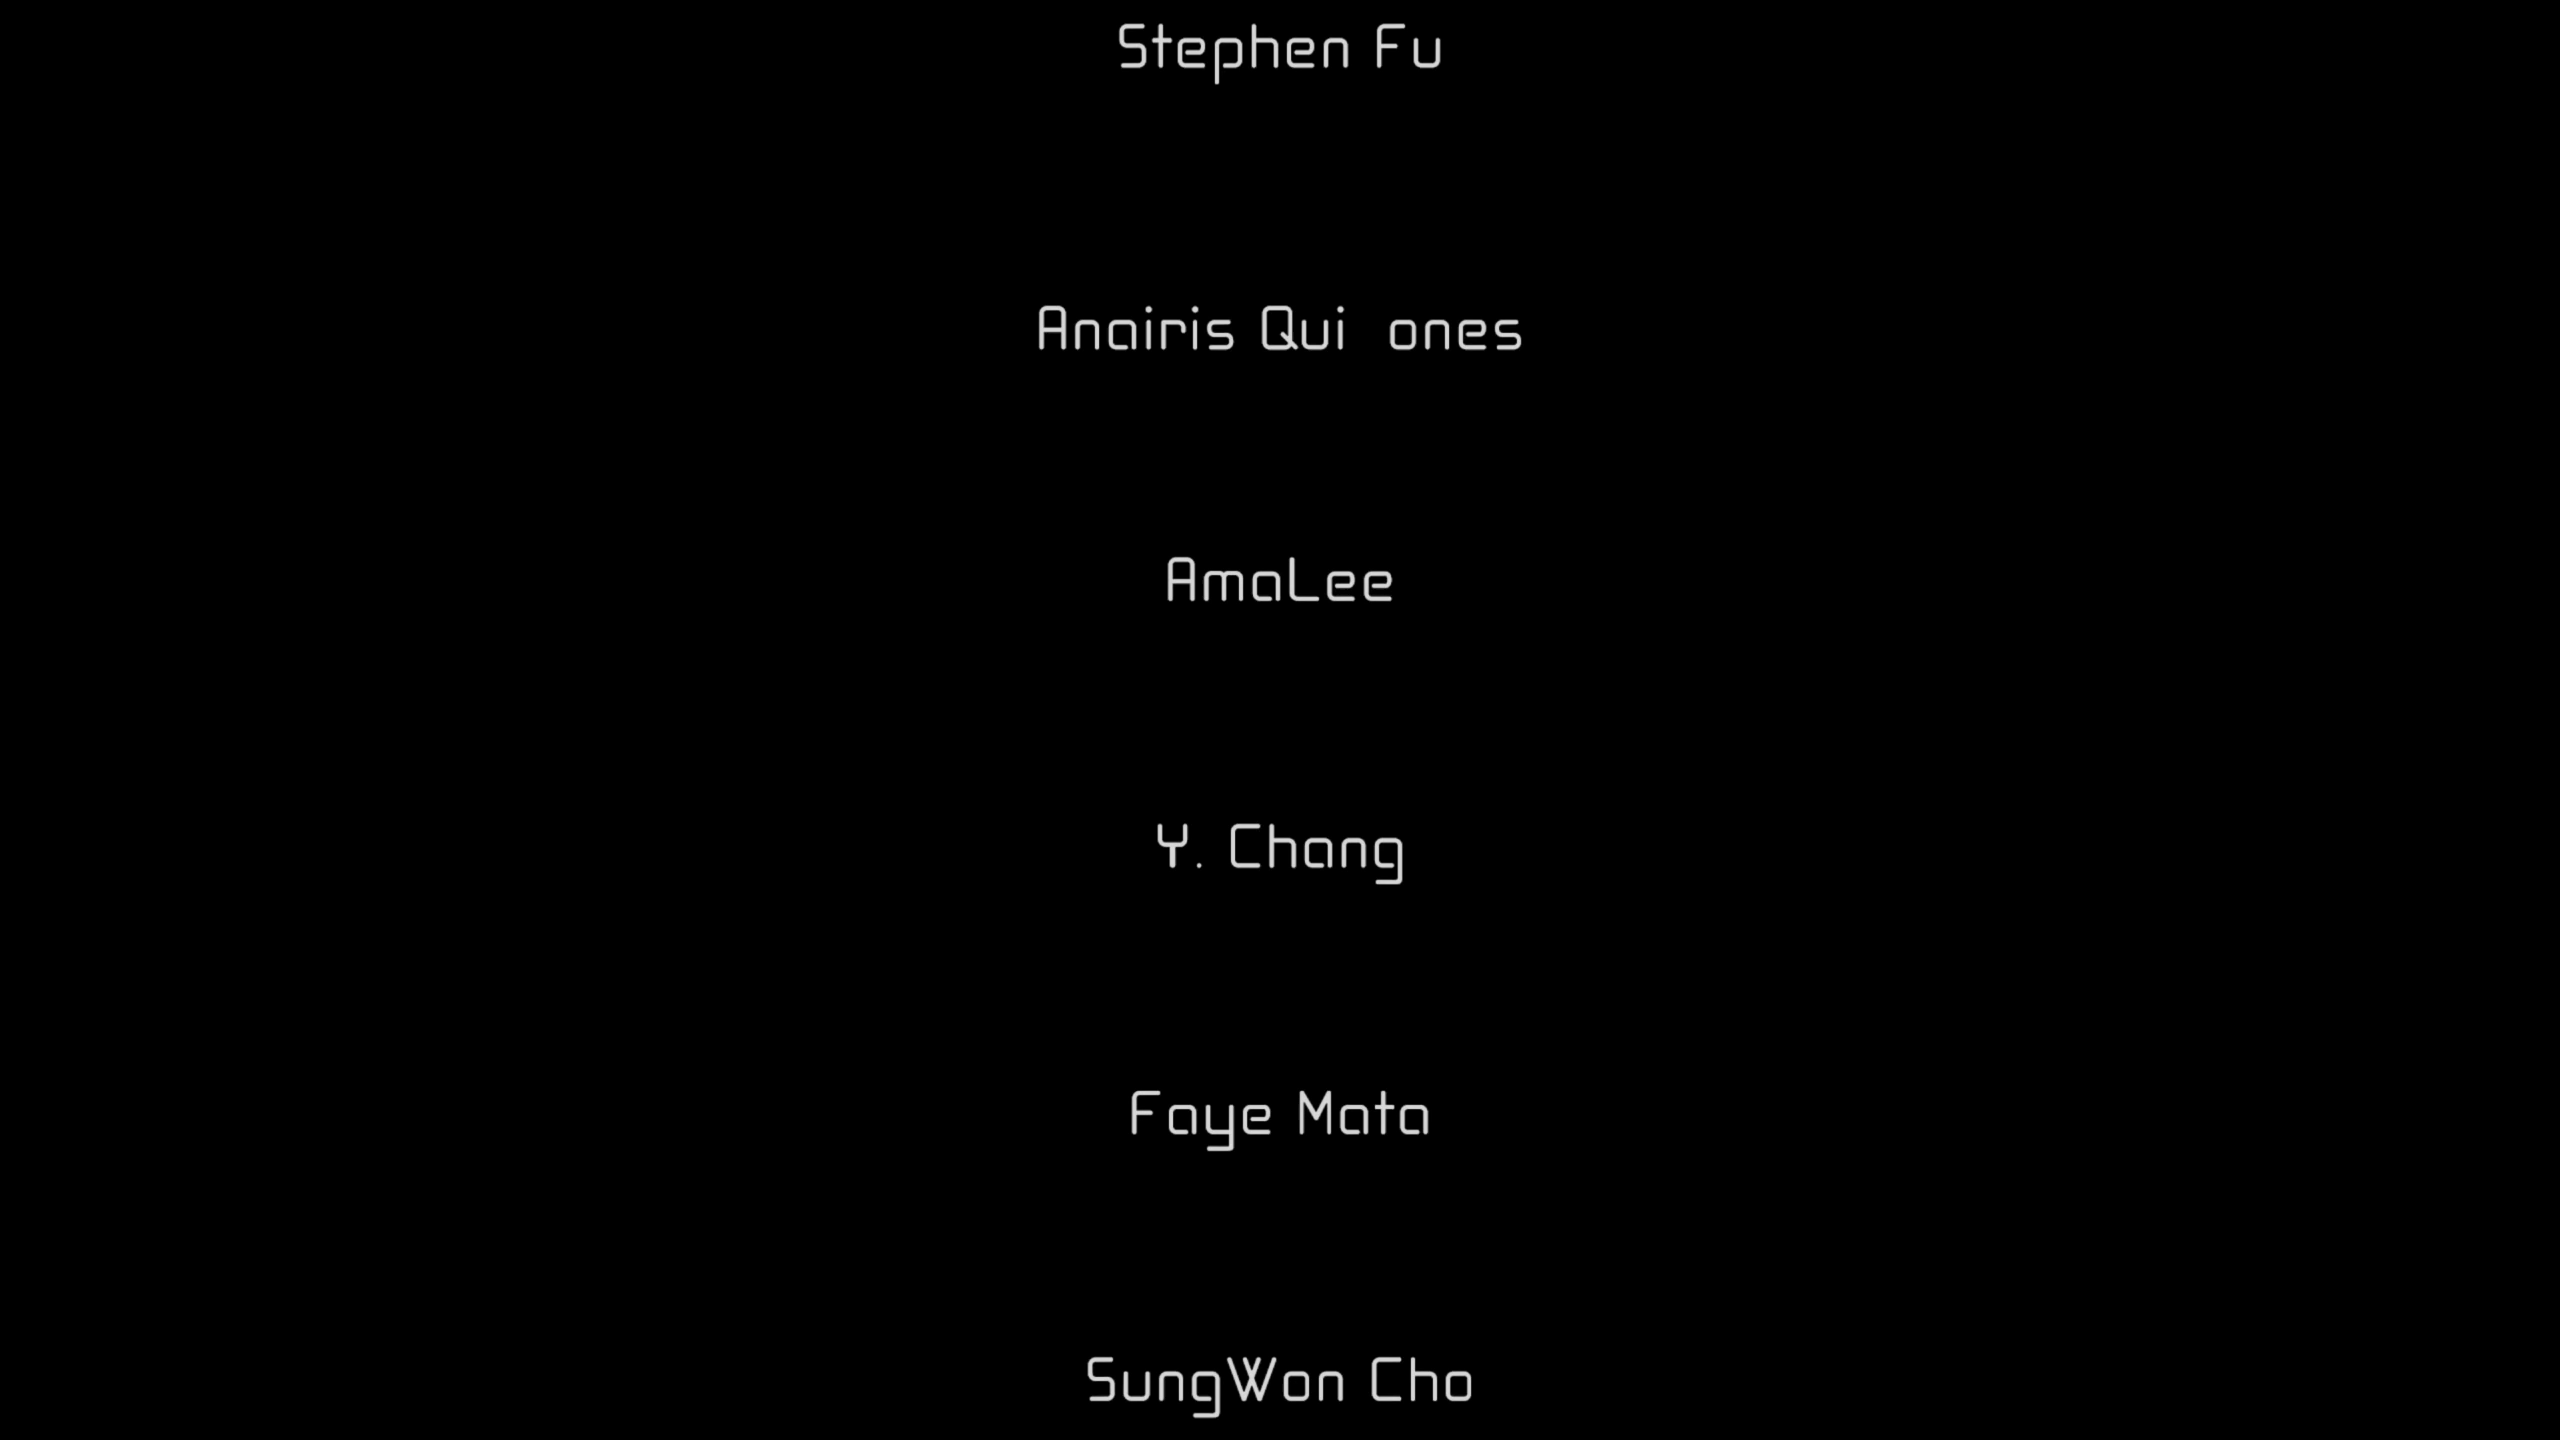 Stephen Fu
Anairis Qui ones
AmaLee
Y. Chang
Faye Mata
SungWon Cho